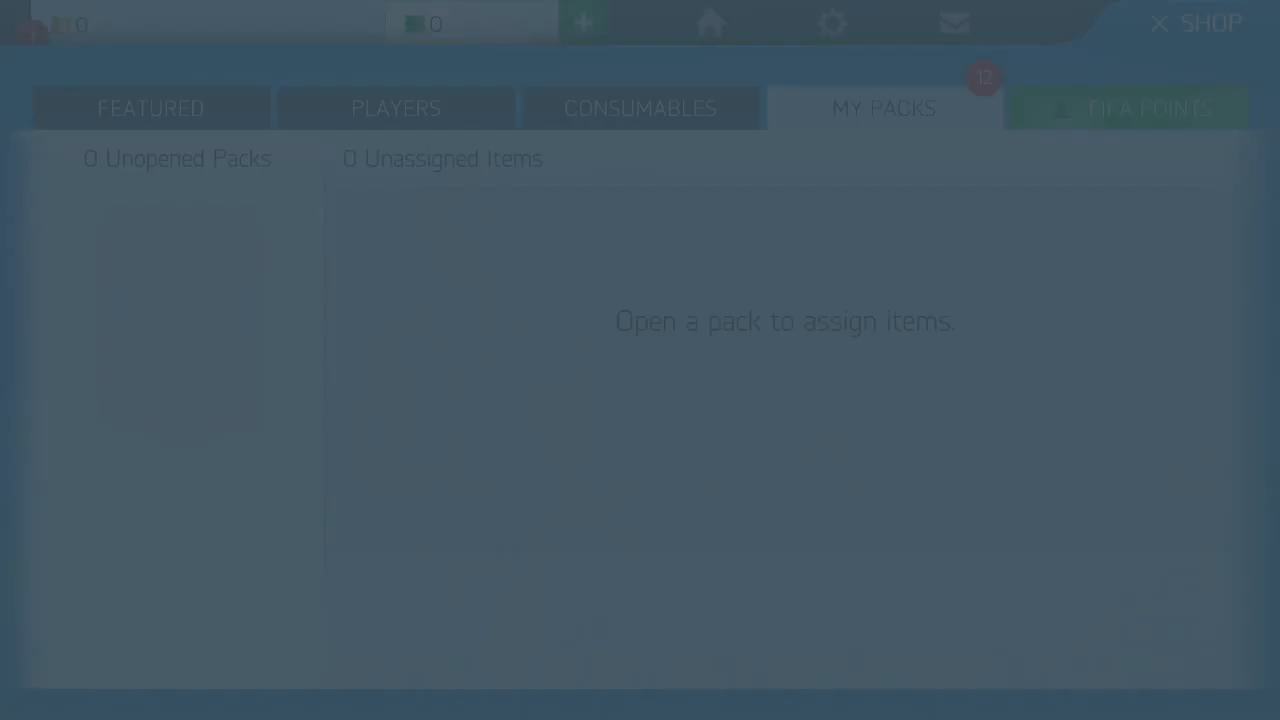 0
0
+
× SHOP
12
FEATURED
PLAYERS
CONSUMABLES
MY PACKS
FIFA POINTS
0 Unopened Packs
0 Unassigned Items
Open a pack to assign items.